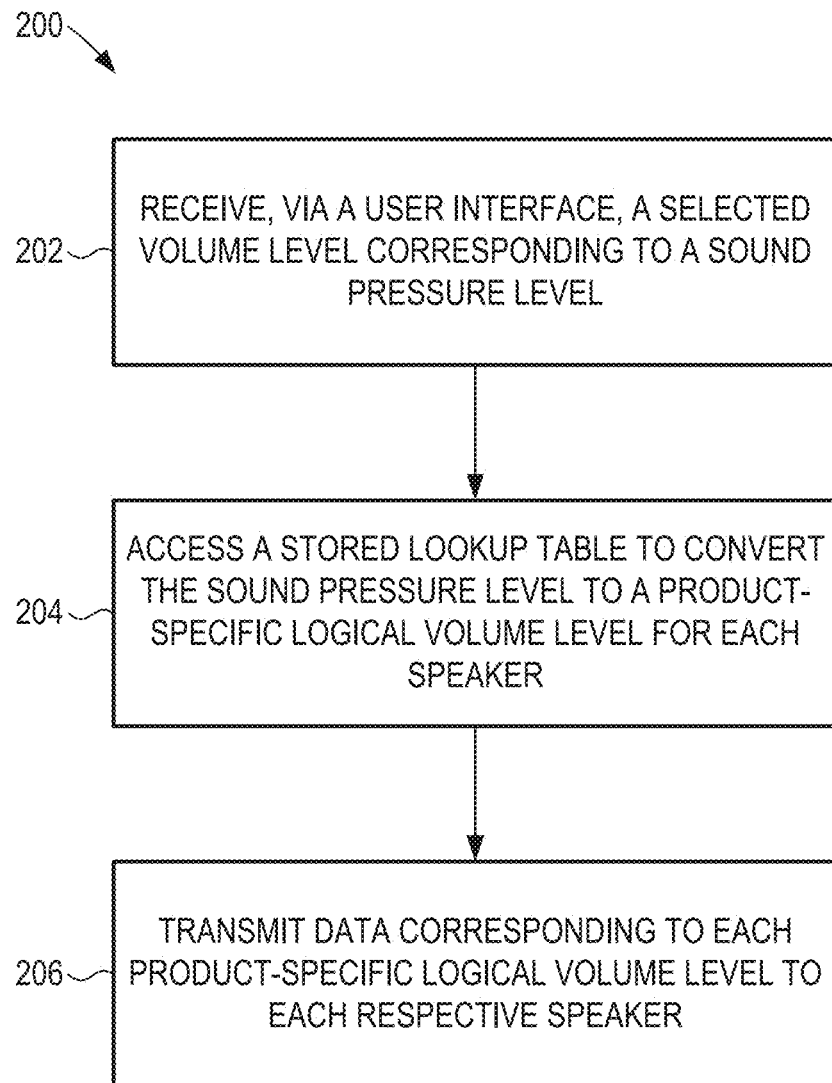 200
RECEIVE, VIA A USER INTERFACE, A SELECTED
VOLUME LEVEL CORRESPONDING TO A SOUND
PRESSURE LEVEL
202
ACCESS A STORED LOOKUP TABLE TO CONVERT
THE SOUND PRESSURE LEVEL TO A PRODUCT-
SPECIFIC LOGICAL VOLUME LEVEL FOR EACH
SPEAKER
204
TRANSMIT DATA CORRESPONDING TO EACH
PRODUCT-SPECIFIC LOGICAL VOLUME LEVEL TO
EACH RESPECTIVE SPEAKER
206